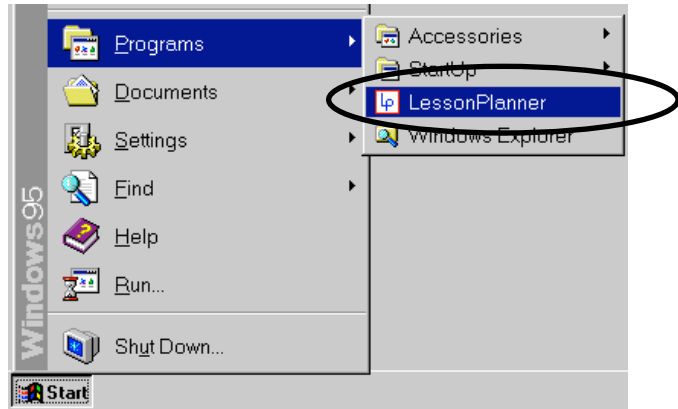 Programs
Documents
Settings
Find
Help
Run...
Shut Down...
Windows95
Start
Accessories
StartUp
LessonPlanner
Windows Explorer